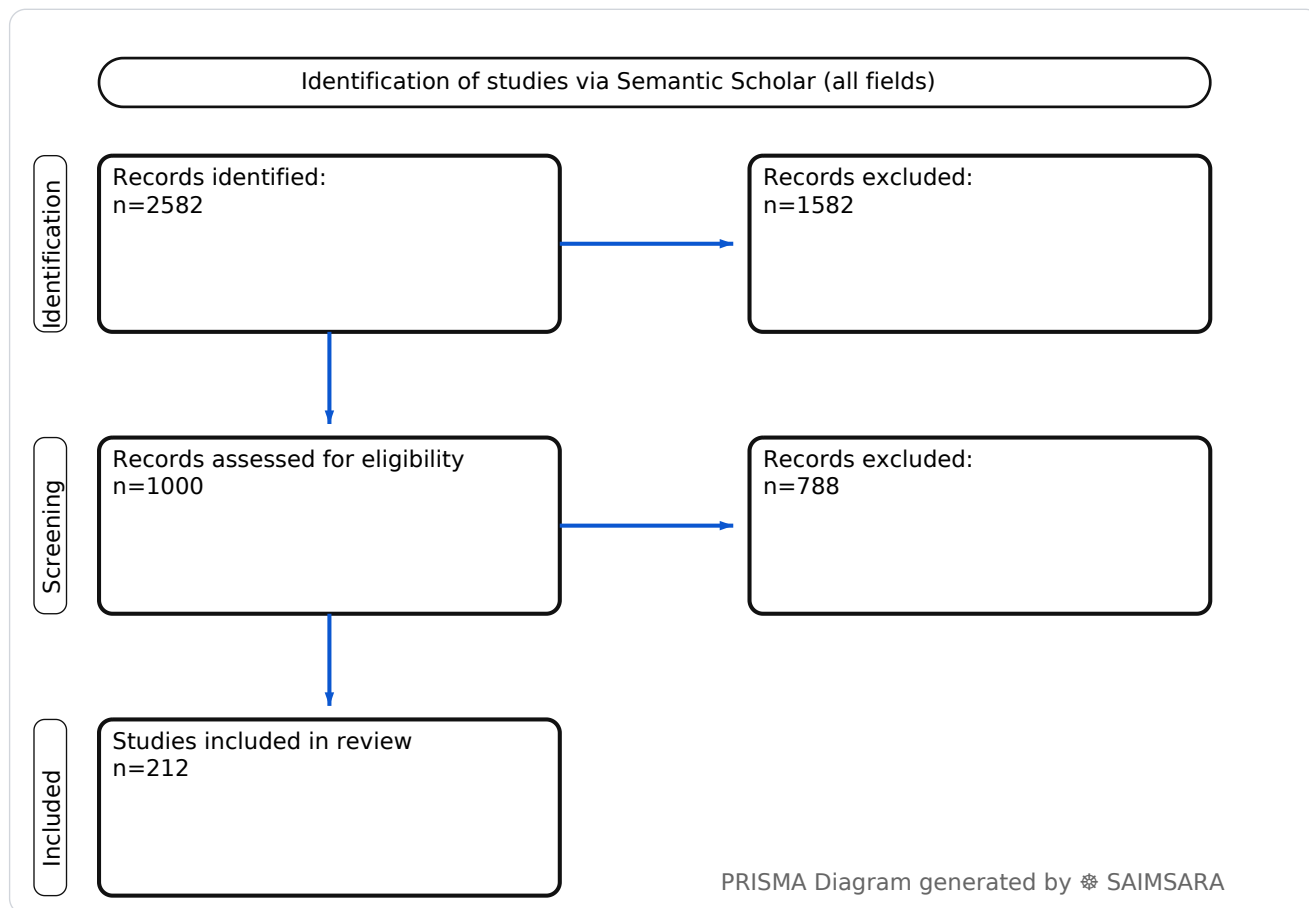 Identification of studies via Semantic Scholar (all fields)
Identification
Records identified:
n=2582
Records excluded:
n=1582
Screening
Records assessed for eligibility
n=1000
Records excluded:
n=788
Included
Studies included in review
n=212
PRISMA Diagram generated by ☸ SAIMSARA